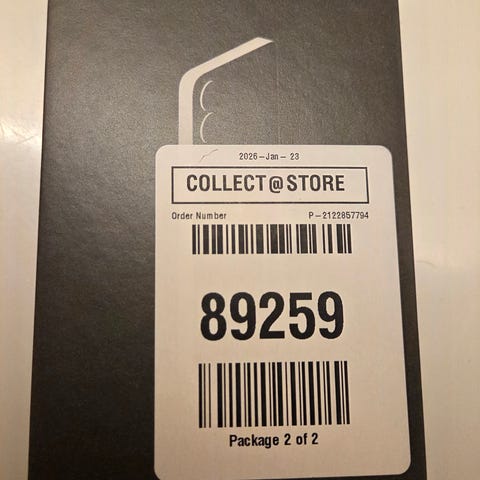 2026-Jan-23
COLLECT@STORE
Order Number P-2122857794
89259
Package 2 of 2